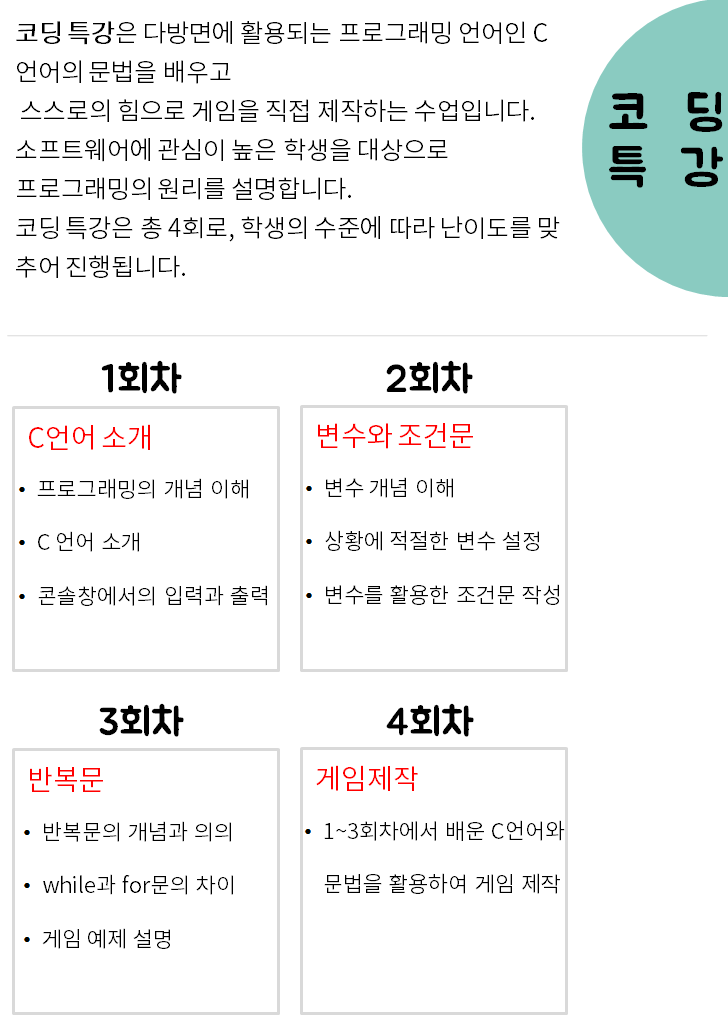 코딩 특강은 다방면에 활용되는 프로그래밍 언어인 C
언어의 문법을 배우고
스스로의 힘으로 게임을 직접 제작하는 수업입니다.
소프트웨어에 관심이 높은 학생을 대상으로
프로그래밍의 원리를 설명합니다.
코딩 특강은 총 4회로, 학생의 수준에 따라 난이도를 맞
추어 진행됩니다.
코 딩
특 강
1회차
C언어 소개
• 프로그래밍의 개념 이해
• C 언어 소개
• 콘솔창에서의 입력과 출력
2회차
변수와 조건문
• 변수 개념 이해
• 상황에 적절한 변수 설정
• 변수를 활용한 조건문 작성
3회차
반복문
• 반복문의 개념과 의의
• while과 for문의 차이
• 게임 예제 설명
4회차
게임제작
• 1~3회차에서 배운 C언어와
문법을 활용하여 게임 제작